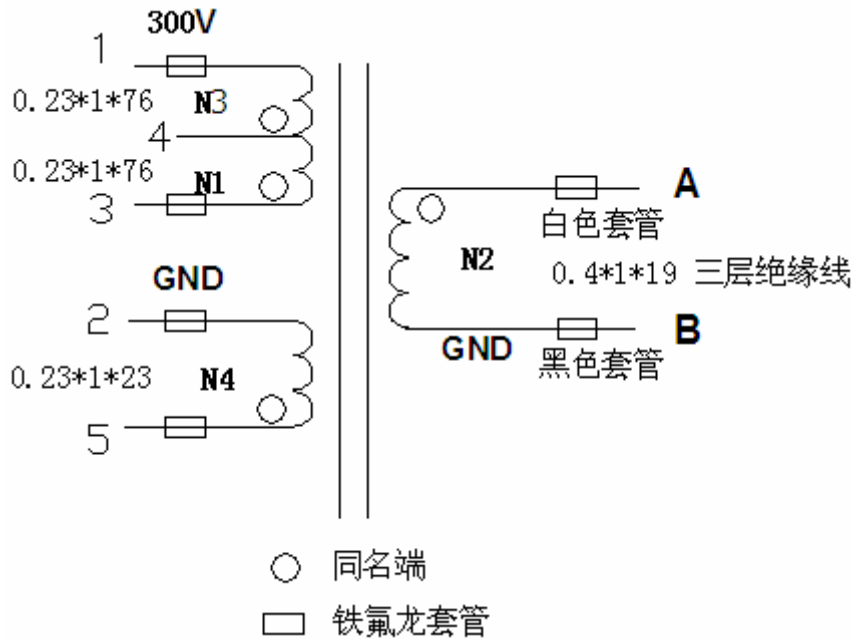 300V
1
0.23*1*76 N3
4
0.23*1*76 N1
3
A
白色套管
N2
0.4*1*19 三层绝缘线
GND
2
GND
B
黑色套管
0.23*1*23 N4
5
同名端
铁氟龙套管